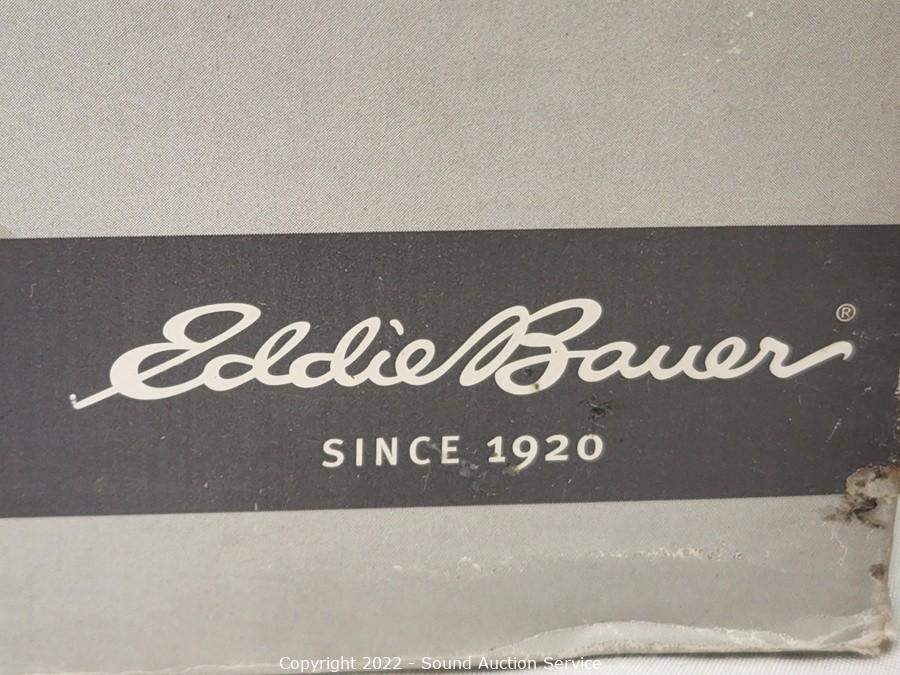 Eddie Bauer ®
SINCE 1920
Copyright 2022 - Sound Auction Service